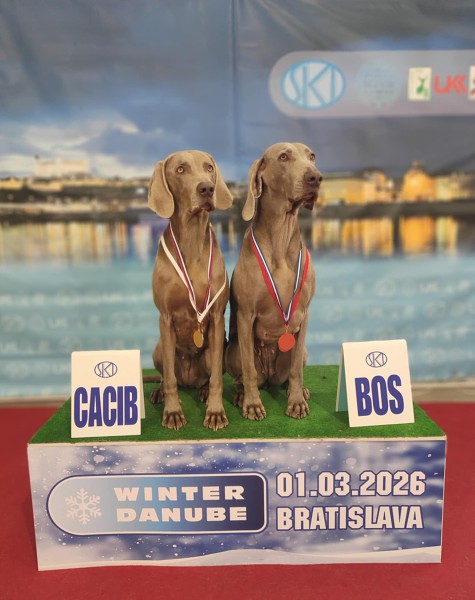 SKJ
SKJ
CACIB
SKJ
BOS
WINTER
DANUBE
01.03.2026
BRATISLAVA